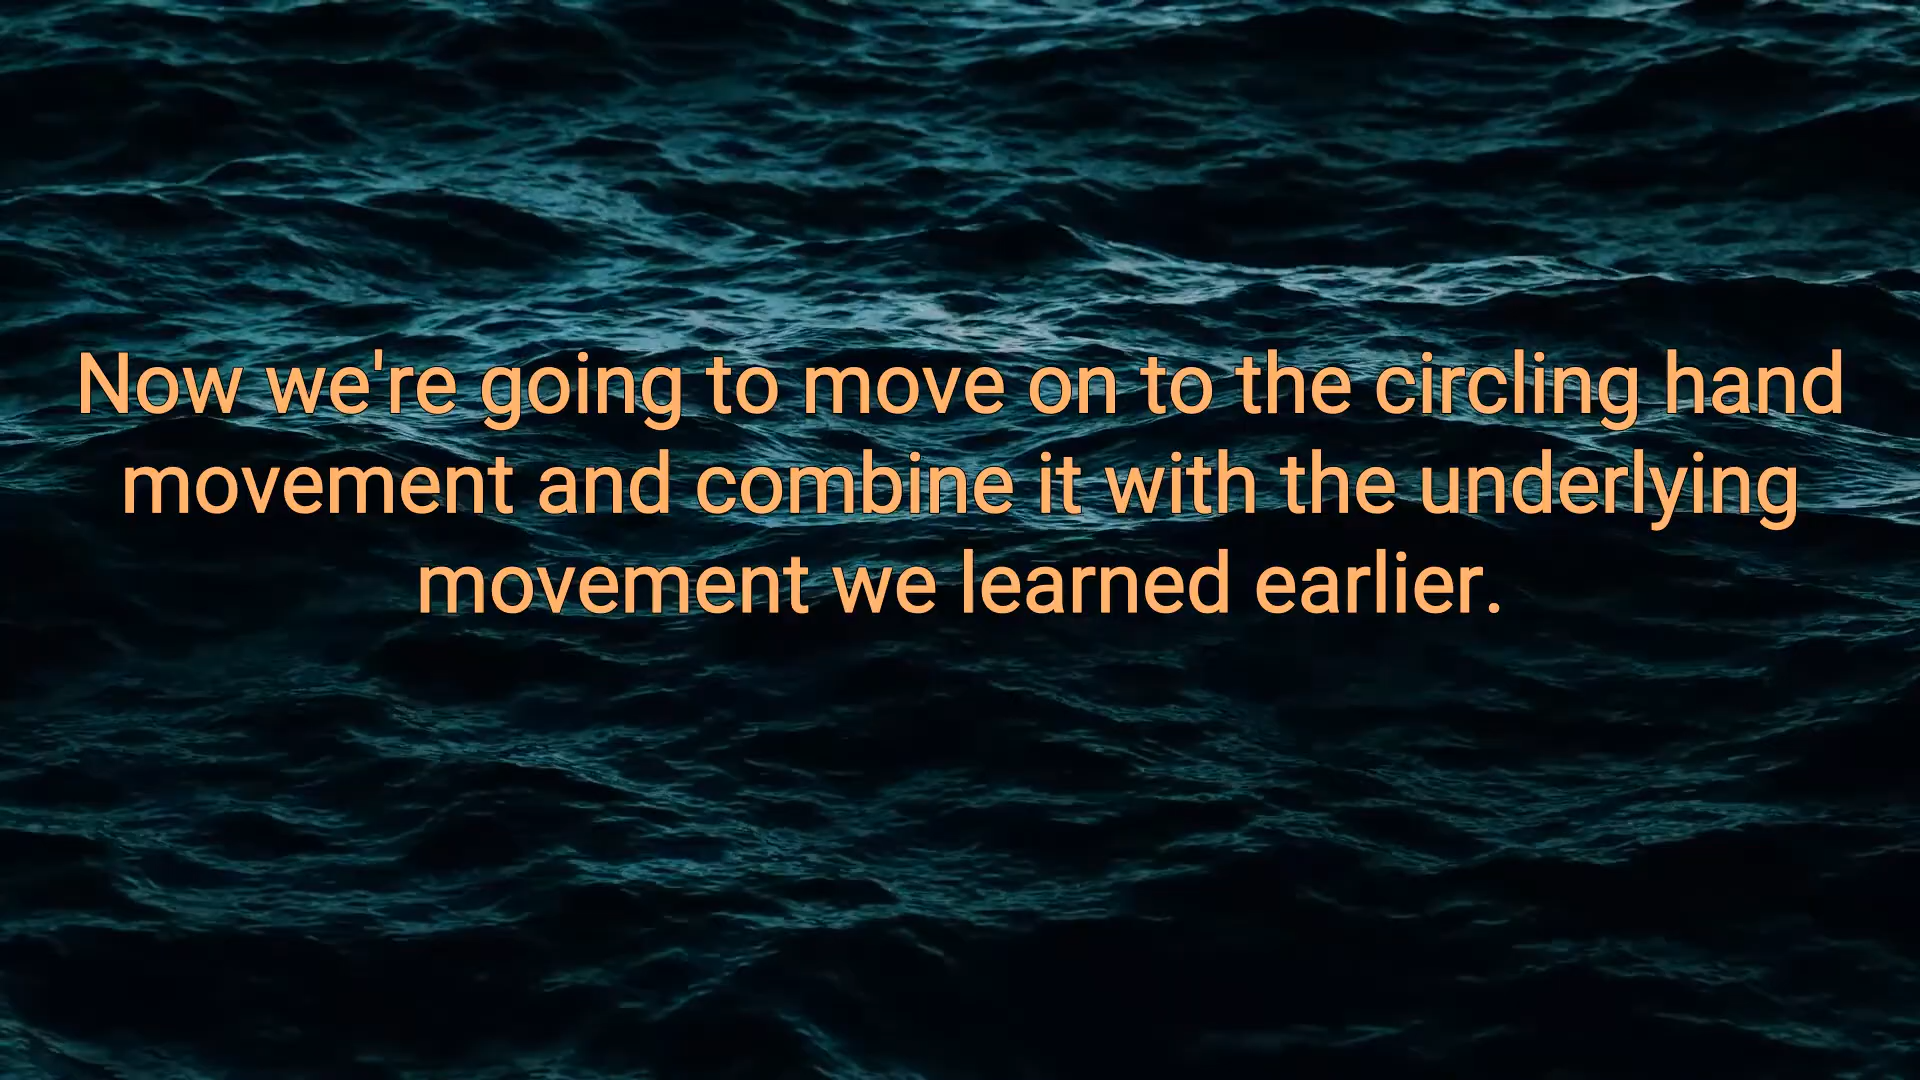 Now we're going to move on to the circling hand
movement and combine it with the underlying
movement we learned earlier.